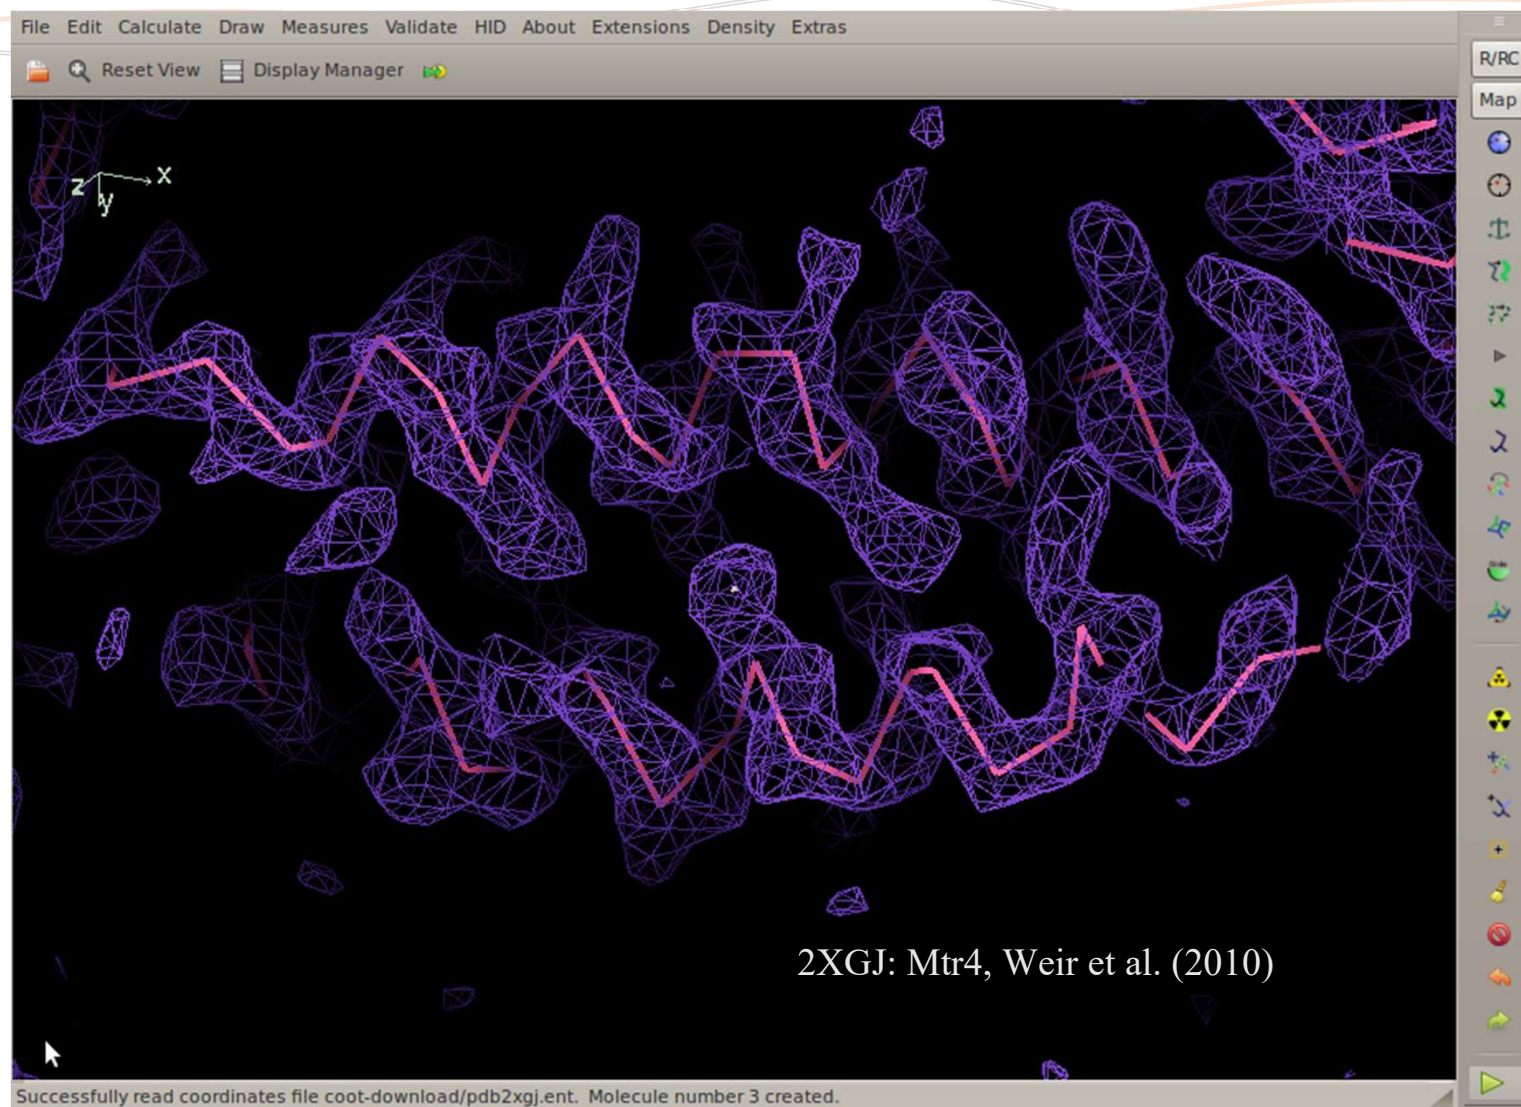 File Edit Calculate Draw Measures Validate HID About Extensions Density Extras
Reset View Display Manager
R/RC
Map
z x
y
2XGJ: Mtr4, Weir et al. (2010)
Successfully read coordinates file coot-download/pdb2xgj.ent. Molecule number 3 created.